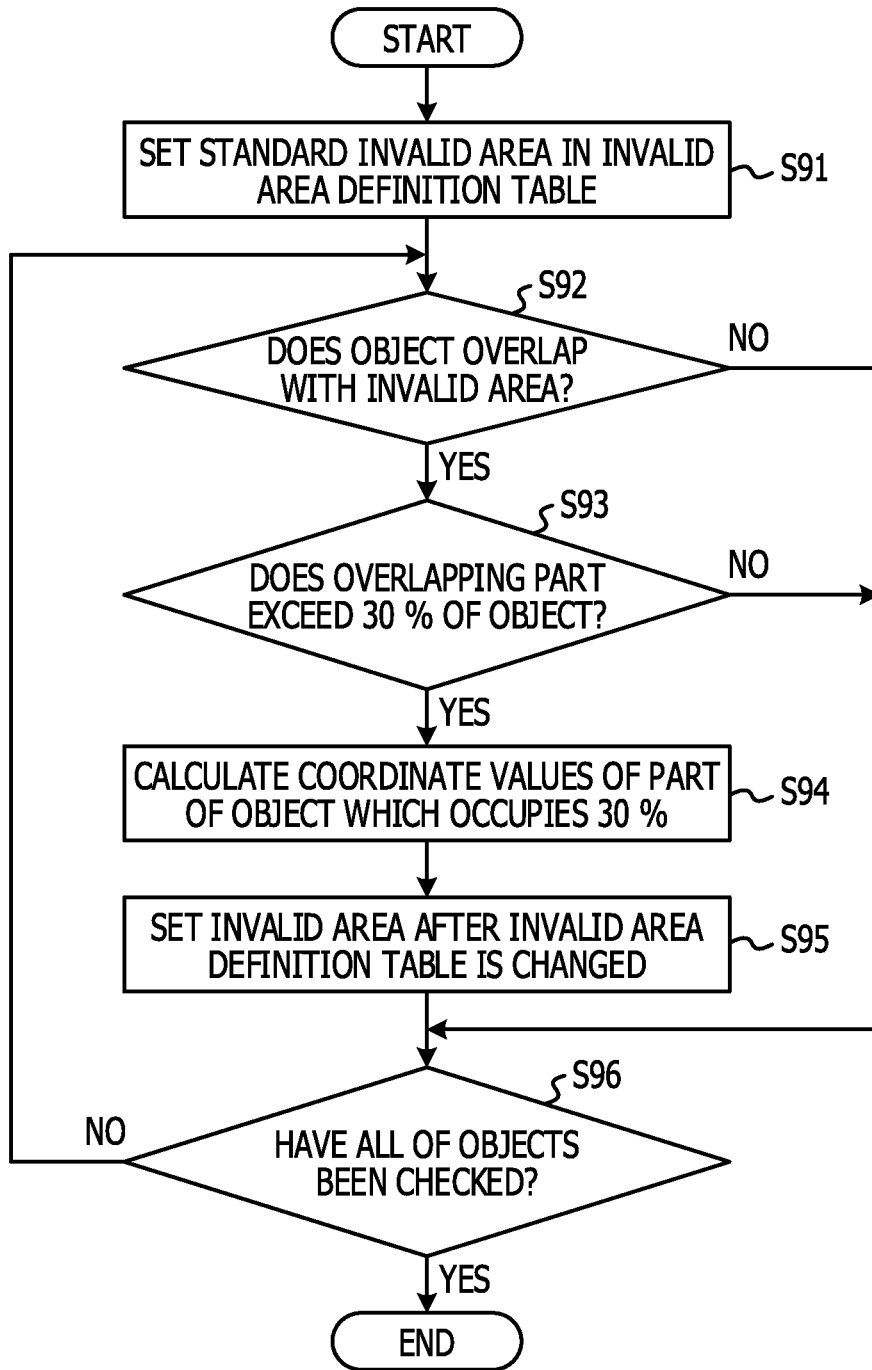 START
SET STANDARD INVALID AREA IN INVALID
AREA DEFINITION TABLE
S91
S92
DOES OBJECT OVERLAP
WITH INVALID AREA?
NO
YES
S93
DOES OVERLAPPING PART
EXCEED 30 % OF OBJECT?
NO
YES
CALCULATE COORDINATE VALUES OF PART
OF OBJECT WHICH OCCUPIES 30 %
S94
SET INVALID AREA AFTER INVALID AREA
DEFINITION TABLE IS CHANGED
S95
S96
NO
HAVE ALL OF OBJECTS
BEEN CHECKED?
YES
END